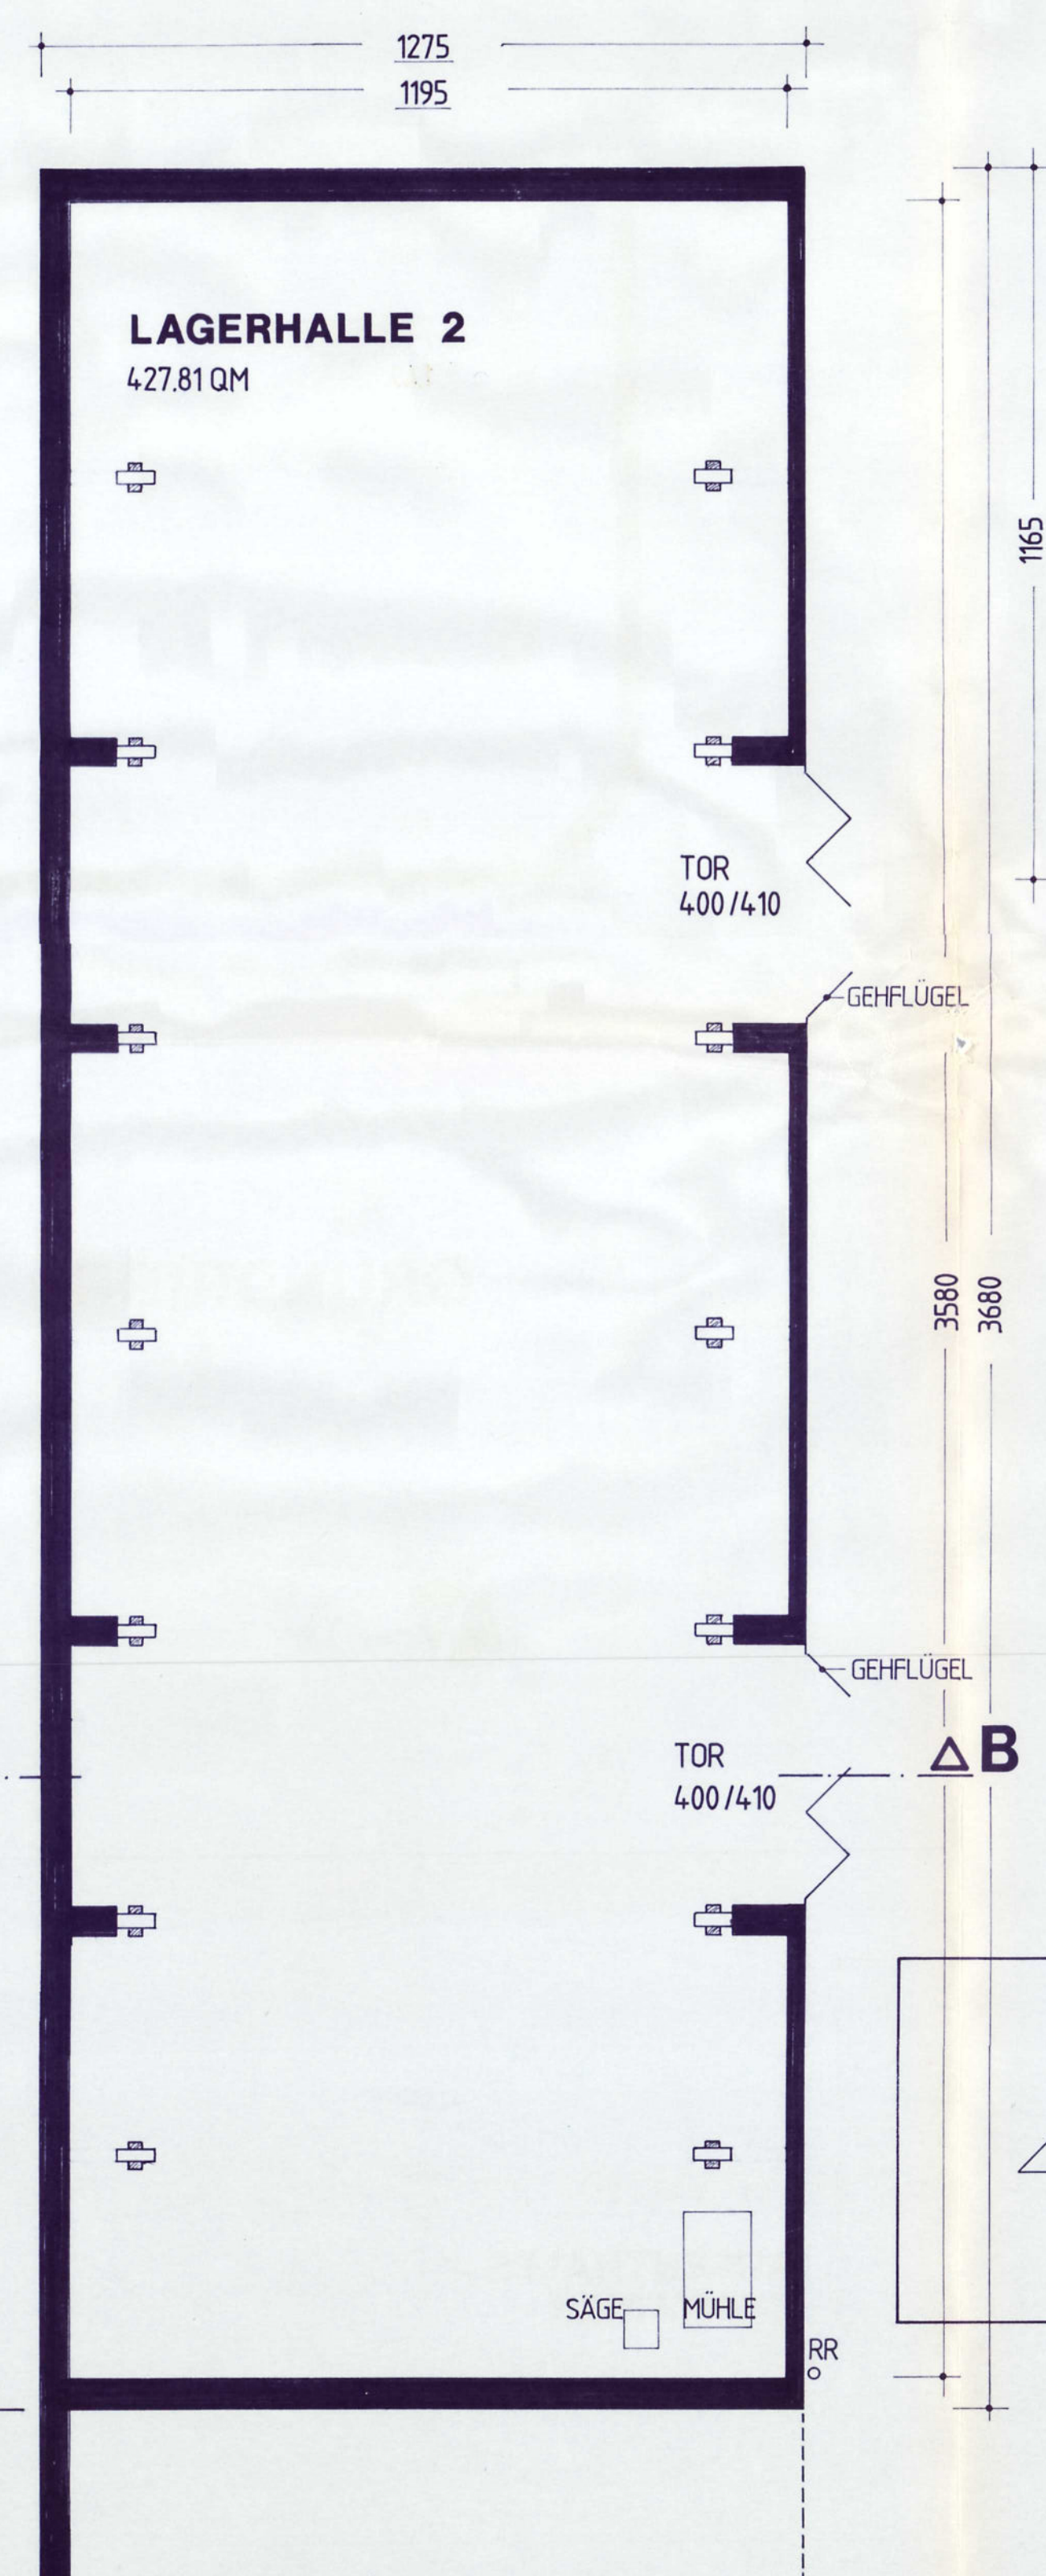 1275
1195
LAGERHALLE 2
427.81 QM
1165
TOR
400/410
GEHFLÜGEL
3580
3680
GEHFLÜGEL
TOR
400/410
B
SÄGE
MÜHLE
RR